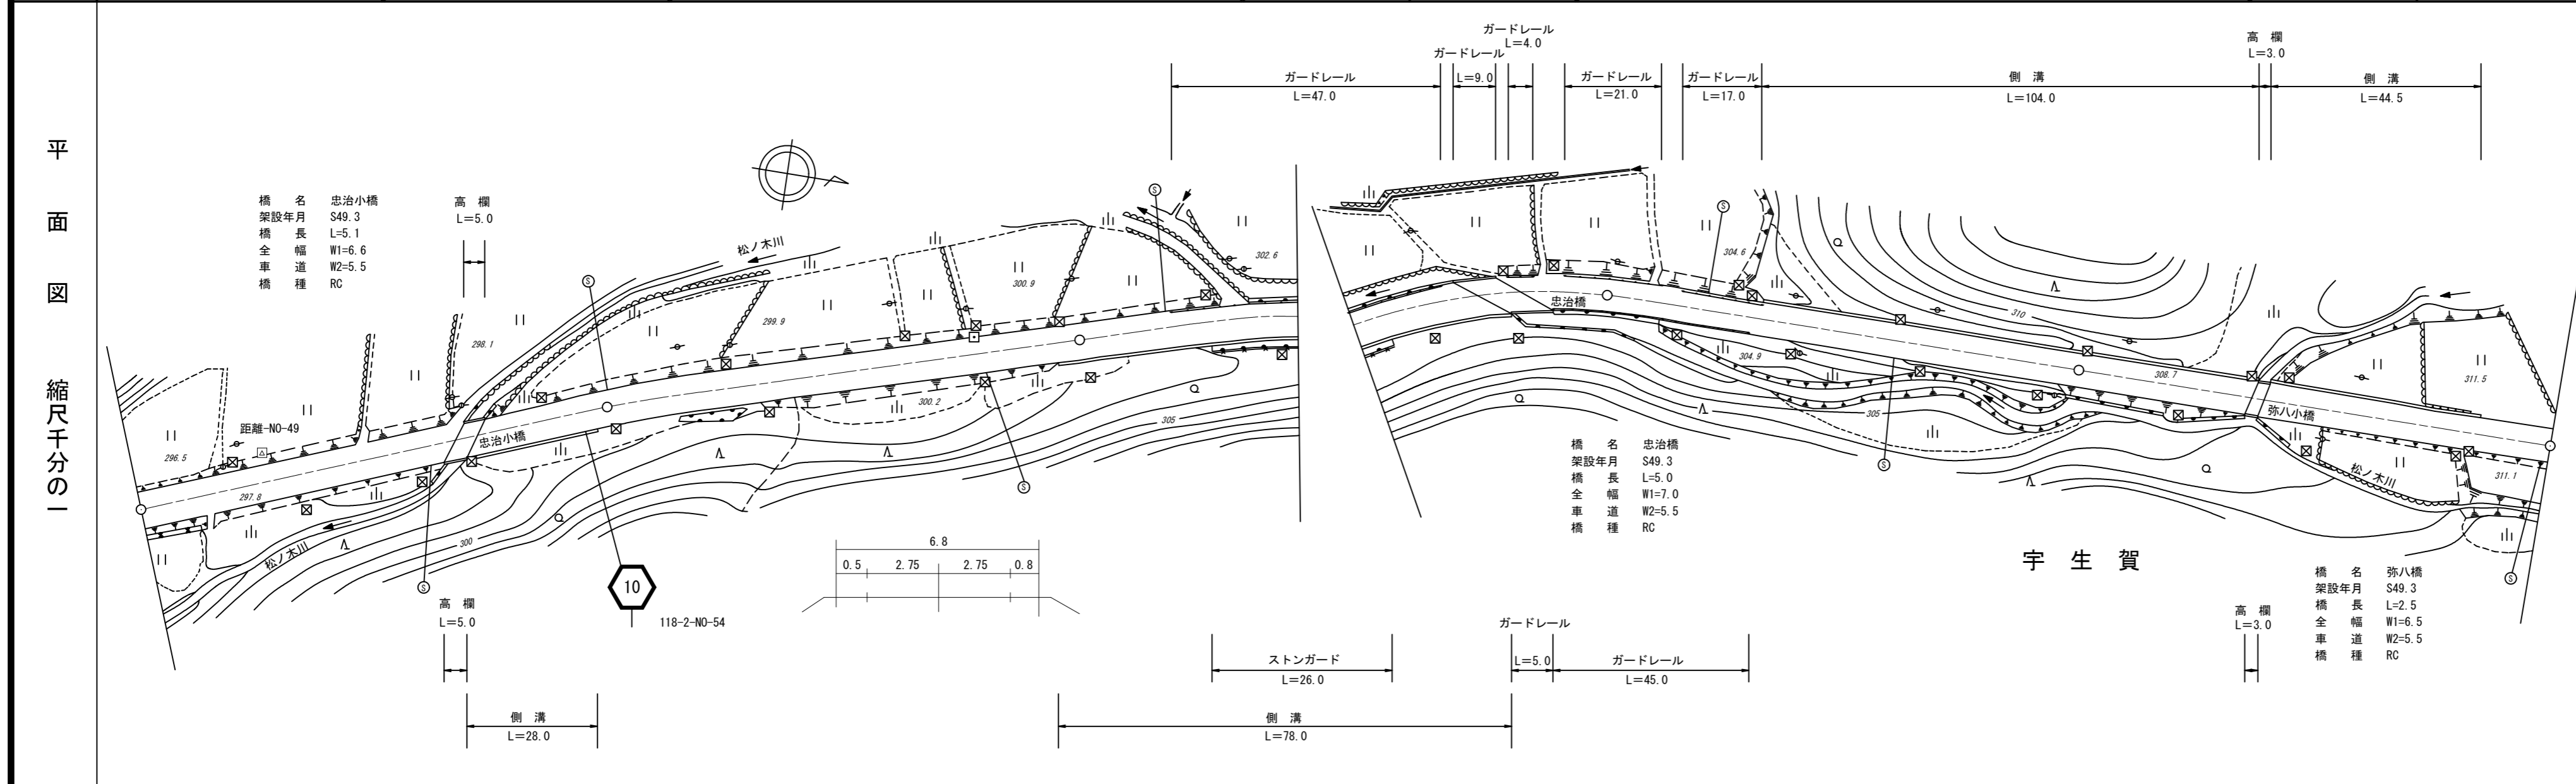 平面図 縮尺千分の一
ガードレール
L=47.0
ガードレール
L=9.0
ガードレール
L=4.0
ガードレール
L=21.0
ガードレール
L=17.0
側溝
L=104.0
高欄
L=3.0
側溝
L=44.5
橋名 忠治小橋
架設年月 S49.3
橋長 L=5.1
全幅 W1=6.6
車道 W2=5.5
橋種 RC
高欄
L=5.0
松ノ木川
S
S
S
302.6
300.9
299.9
298.1
304.6
忠治橋
310
304.9
308.7
305
311.5
弥八小橋
松ノ木川
311.1
距離-NO-49
296.5
297.8
忠治小橋
300.2
305
300
松ノ木川
S
S
S
S
橋名 忠治橋
架設年月 S49.3
橋長 L=5.0
全幅 W1=7.0
車道 W2=5.5
橋種 RC
宇生賀
橋名 弥八橋
架設年月 S49.3
橋長 L=2.5
全幅 W1=6.5
車道 W2=5.5
橋種 RC
6.8
0.5 2.75 2.75 0.8
10
118-2-NO-54
高欄
L=5.0
側溝
L=28.0
ストンガード
L=26.0
側溝
L=78.0
ガードレール
L=5.0
ガードレール
L=45.0
高欄
L=3.0